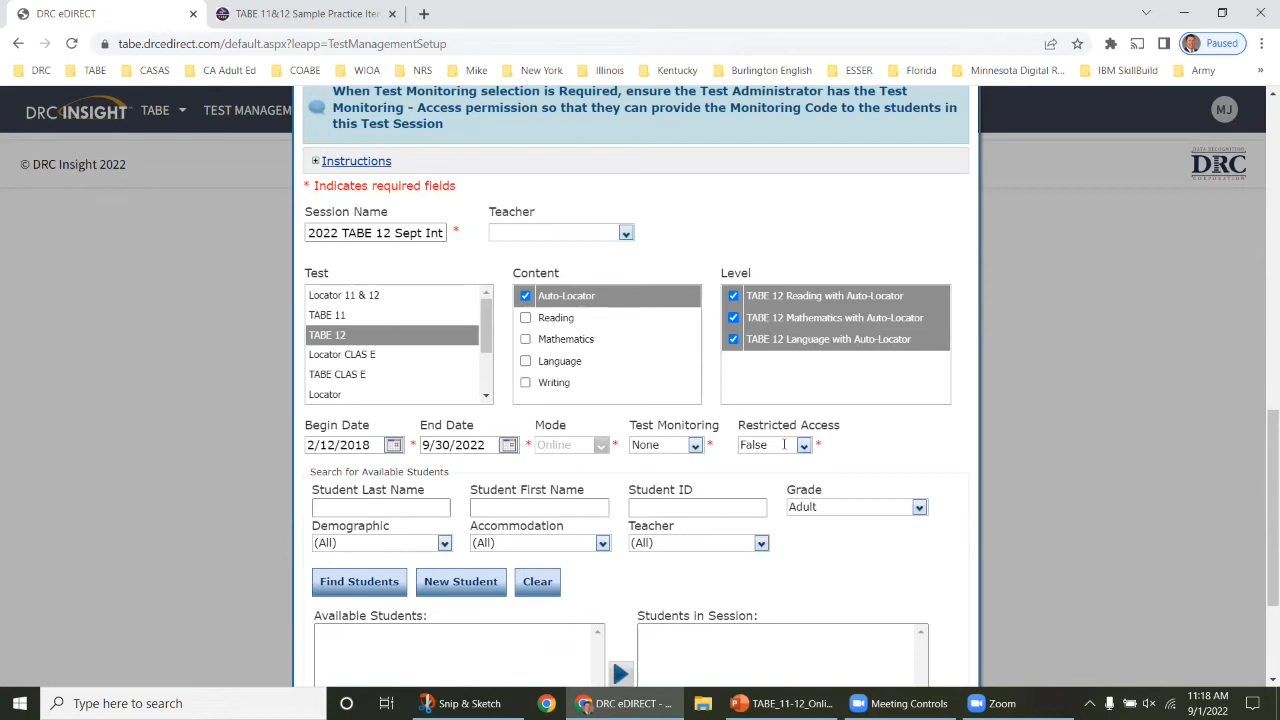 DRC eDIRECT
TABE 11&12 Sample Practice Iter
tabe.drcedirect.com/default.aspx?leapp=TestManagementSetup
Paused
DRC TABE CASAS CA Adult Ed COABE WIOA NRS Mike New York Illinois Kentucky Burlington English ESSER Florida Minnesota Digital R... IBM SkillBuild Army »
DRC INSIGHT TABE TEST MANAGEM
MJ
© DRC Insight 2022
DATA RECOGNITION
DRC
CORPORATION
When Test Monitoring selection is Required, ensure the Test Administrator has the Test
Monitoring - Access permission so that they can provide the Monitoring Code to the students in
this Test Session
Instructions
* Indicates required fields
Session Name Teacher
2022 TABE 12 Sept Int *
Test Content Level
Locator 11 & 12 Auto-Locator TABE 12 Reading with Auto-Locator
TABE 11 Reading TABE 12 Mathematics with Auto-Locator
TABE 12 Mathematics TABE 12 Language with Auto-Locator
Locator CLAS E Language
TABE CLAS E Writing
Locator
Begin Date End Date Mode Test Monitoring Restricted Access
2/12/2018 * 9/30/2022 * Online * None * False *
Search for Available Students
Student Last Name Student First Name Student ID Grade
Adult
Demographic Accommodation Teacher
(All) (All) (All)
Find Students New Student Clear
Available Students: Students in Session:
Type here to search
Snip & Sketch
DRC eDIRECT - ...
TABE_11-12_Onli...
Meeting Controls
Zoom
11:18 AM
9/1/2022